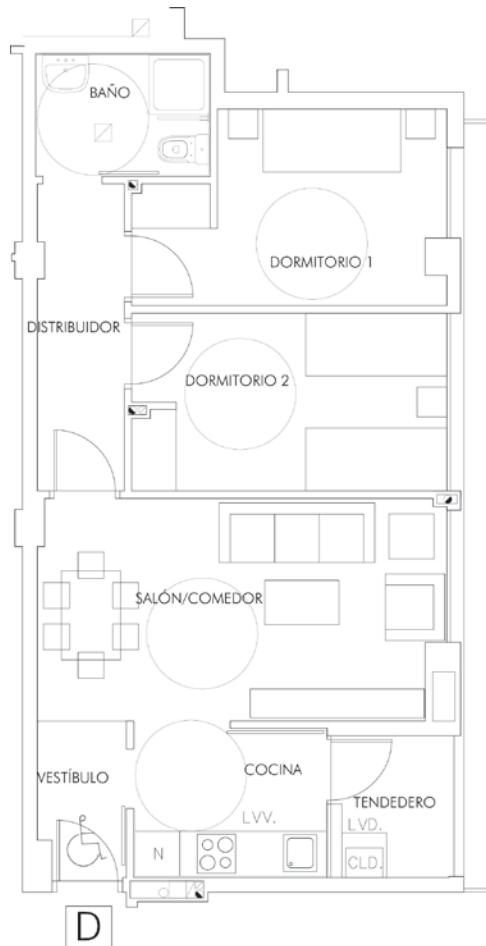 BAÑO
DORMITORIO 1
DISTRIBUIDOR
DORMITORIO 2
SALÓN/COMEDOR
COCINA
VESTÍBULO
TENDEDERO
LVV.
LVD.
N
CLD.
D